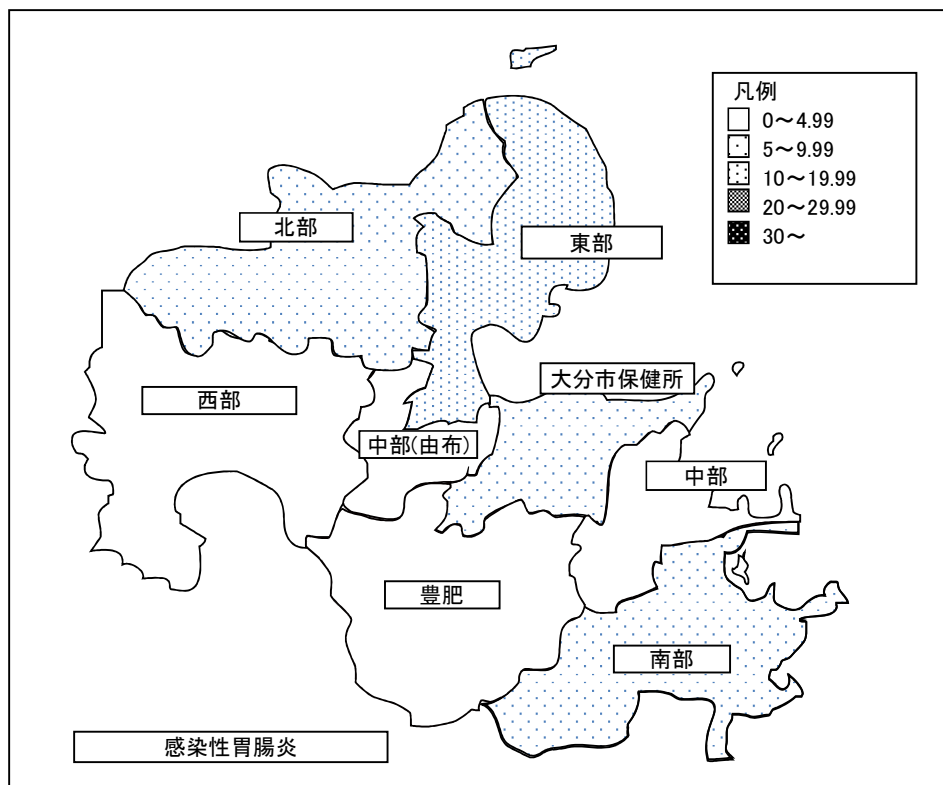 凡例
0～4.99
5～9.99
10～19.99
20～29.99
30～
北部
東部
大分市保健所
西部
中部(由布)
中部
豊肥
南部
感染性胃腸炎